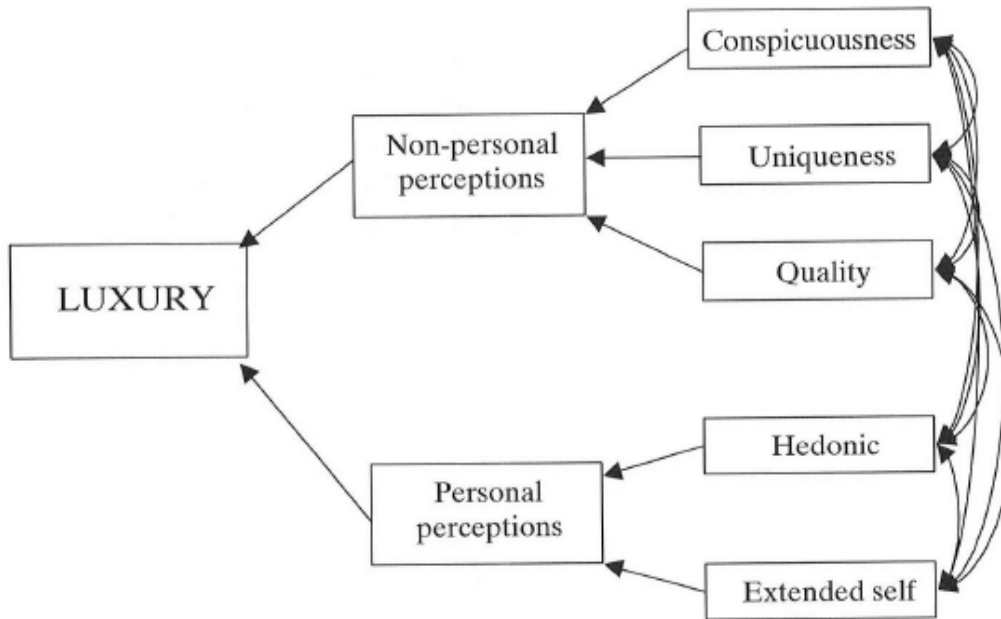 Conspicuousness
Non-personal
perceptions
Uniqueness
Quality
LUXURY
Hedonic
Personal
perceptions
Extended self